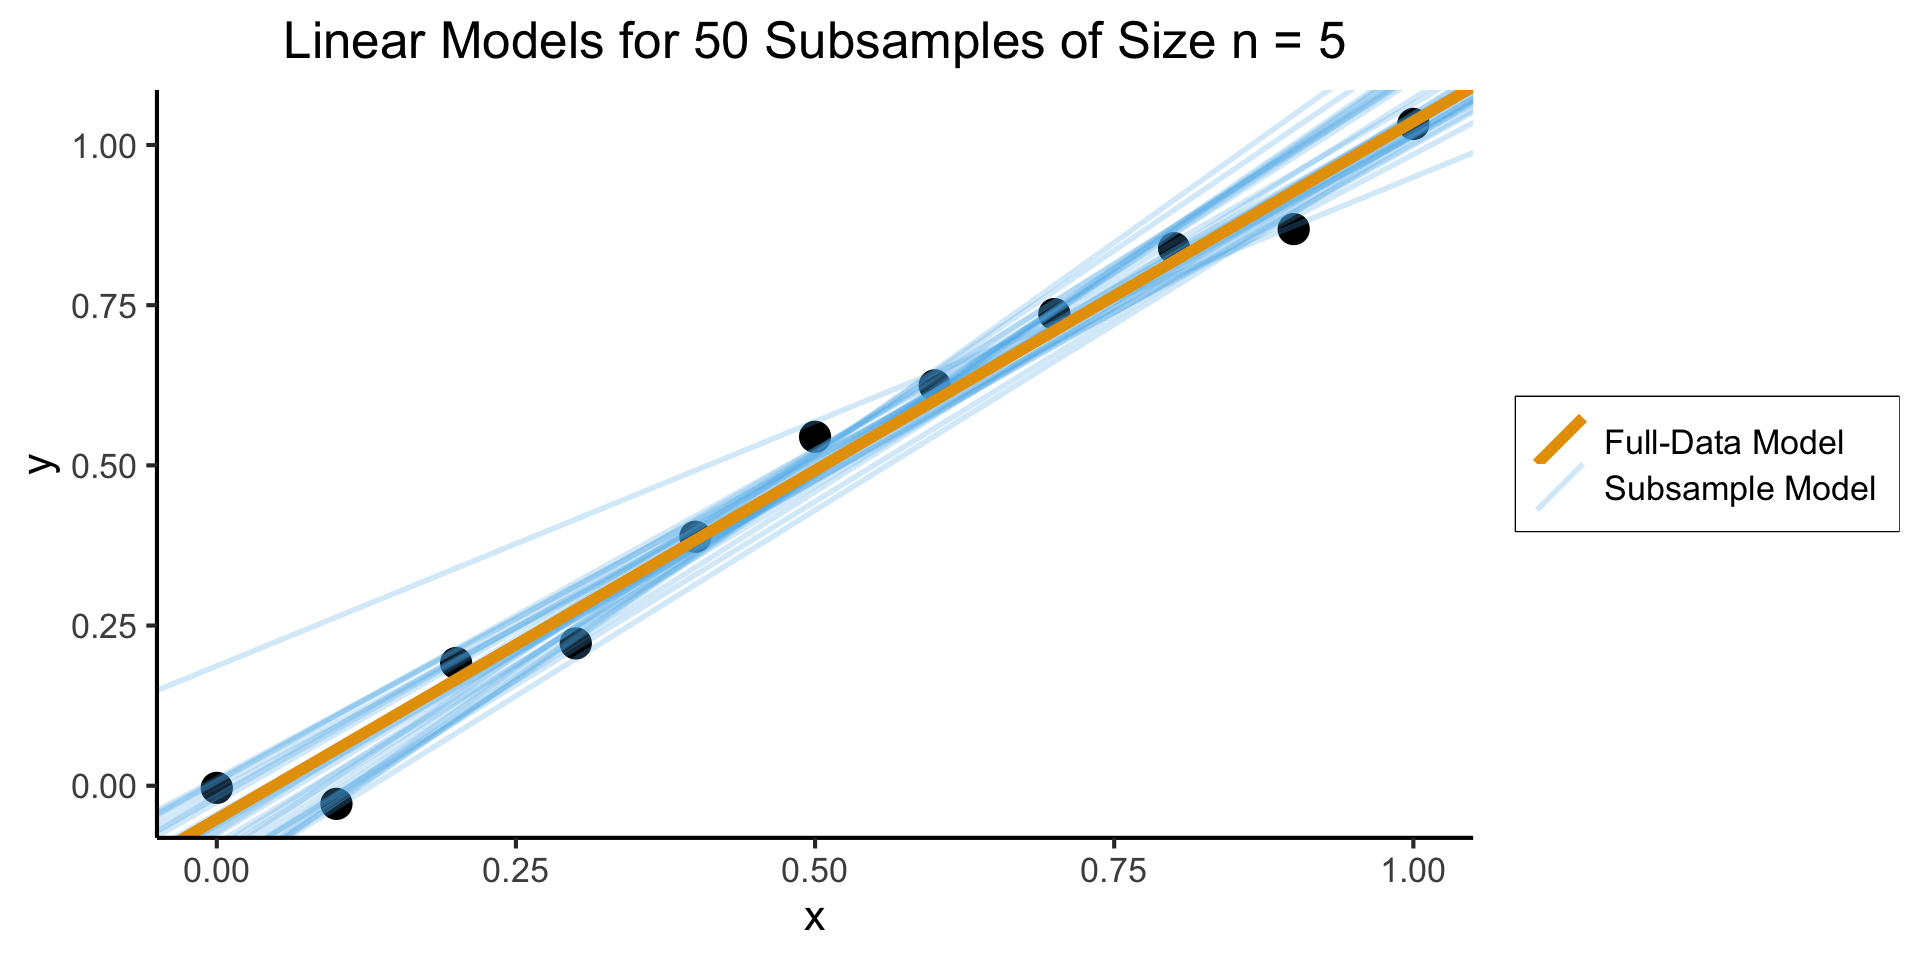 Linear Models for 50 Subsamples of Size n = 5
1.00
0.75
0.50
0.25
0.00
y
0.00 0.25 0.50 0.75 1.00
x
Full-Data Model
Subsample Model